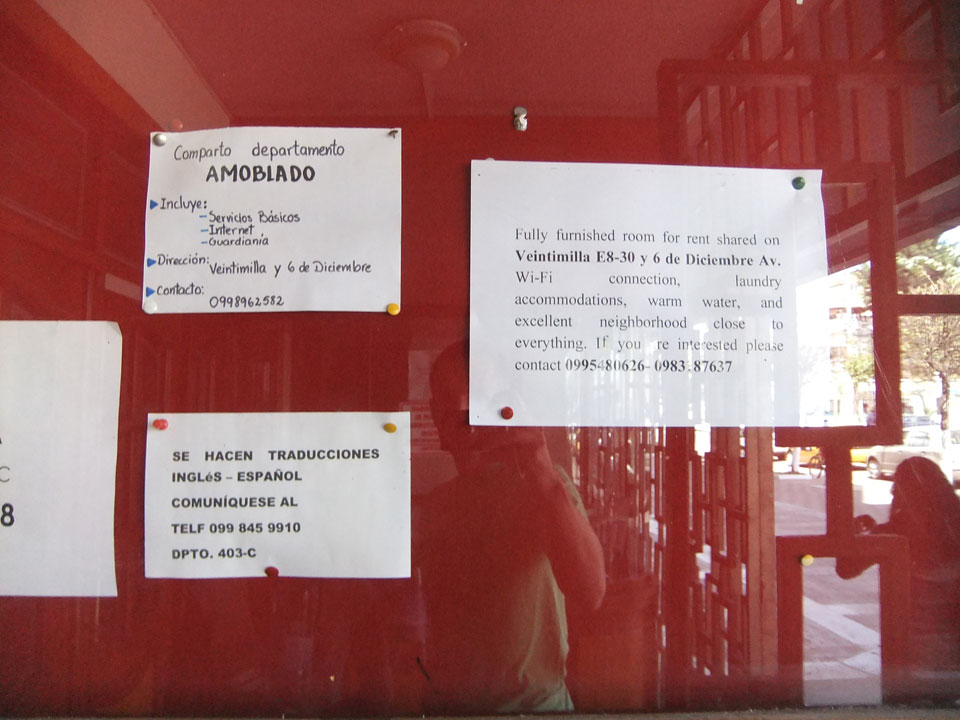 Comparto departamento
AMOBLADO
Incluye:
- Servicios Básicos
- Internet
- Guardianía
Dirección:
Veintimilla y 6 de Diciembre
Contacto:
0998962582
Fully furnished room for rent shared on
Veintimilla E8-30 y 6 de Diciembre Av.
Wi-Fi connection, laundry
accommodations, warm water, and
excellent neighborhood close to
everything. If you re interested please
contact 0995480626-
SE HACEN TRADUCCIONES
INGLéS – ESPAÑOL
COMUNÍQUESE AL
TELF 099 845 9910
DPTO. 403-C
C
8